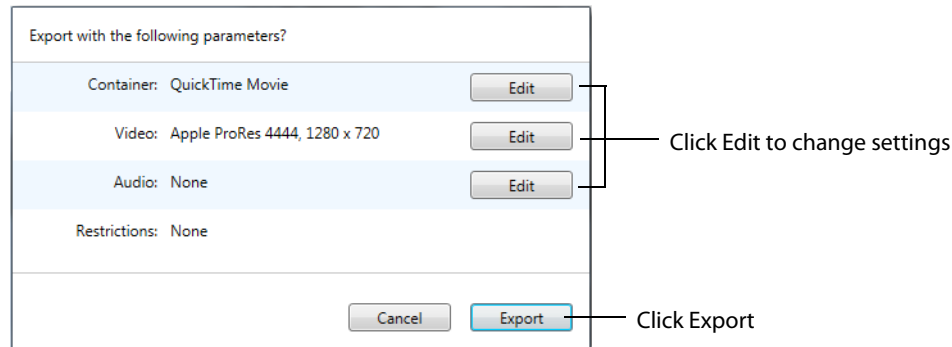 Export with the following parameters?
Container: QuickTime Movie Edit
Video: Apple ProRes 4444, 1280 x 720 Edit
Click Edit to change settings
Audio: None Edit
Restrictions: None
Cancel Export Click Export